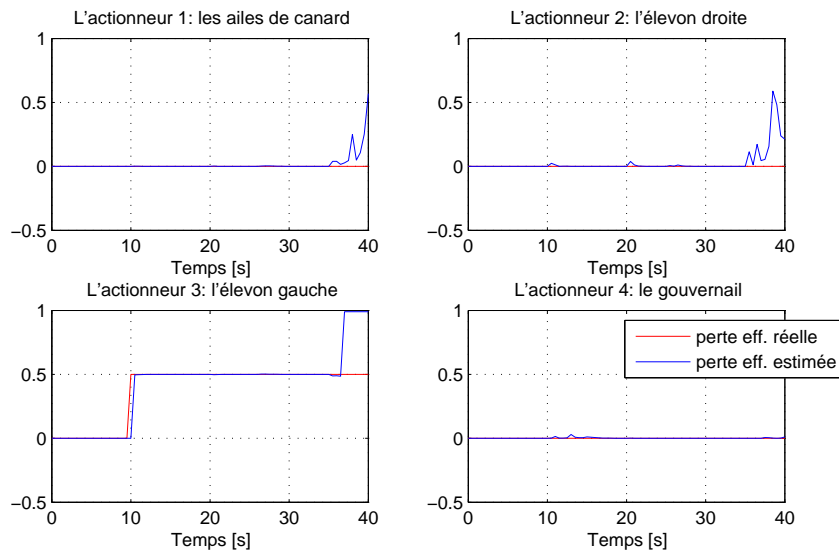 L'actionneur 1: les ailes de canard
1
0.5
0
−0.5
0 10 20 30 40
Temps [s]
L'actionneur 2: l'élevon droite
1
0.5
0
−0.5
0 10 20 30 40
Temps [s]
L'actionneur 3: l'élevon gauche
1
0.5
0
−0.5
0 10 20 30 40
Temps [s]
L'actionneur 4: le gouvernail
1
0.5
0
−0.5
0 10 20 30 40
Temps [s]
perte eff. réelle
perte eff. estimée